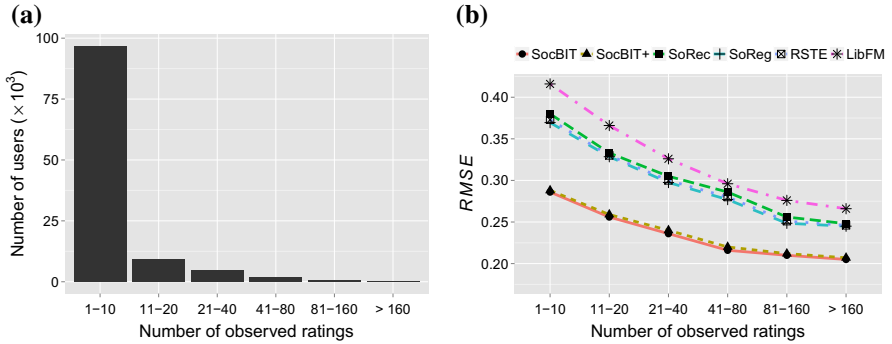 (a)
Number of users (×10³)
100
75
50
25
0
1−10 11−20 21−40 41−80 81−160 > 160
Number of observed ratings
(b)
SocBIT SocBIT+ SoRec SoReg RSTE LibFM
RMSE
0.40
0.35
0.30
0.25
0.20
1−10 11−20 21−40 41−80 81−160 > 160
Number of observed ratings